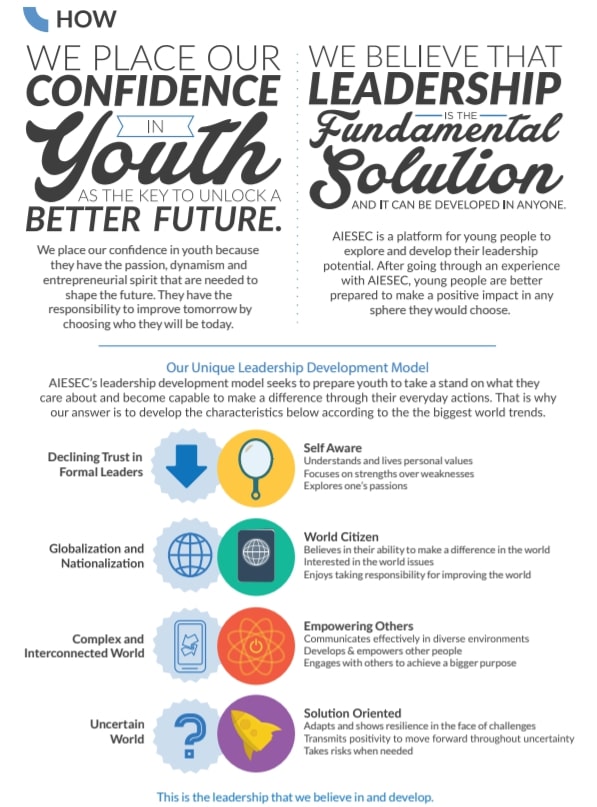 HOW
WE PLACE OUR
CONFIDENCE
IN
Youth
AS THE KEY TO UNLOCK A
BETTER FUTURE.
We place our confidence in youth because
they have the passion, dynamism and
entrepreneurial spirit that are needed to
shape the future. They have the
responsibility to improve tomorrow by
choosing who they will be today.
WE BELIEVE THAT
LEADERSHIP
IS THE
Fundamental
Solution
AND IT CAN BE DEVELOPED IN ANYONE.
AIESEC is a platform for young people to
explore and develop their leadership
potential. After going through an experience
with AIESEC, young people are better
prepared to make a positive impact in any
sphere they would choose.
Our Unique Leadership Development Model
AIESEC's leadership development model seeks to prepare youth to take a stand on what they
care about and become capable to make a difference through their everyday actions. That is why
our answer is to develop the characteristics below according to the the biggest world trends.
Declining Trust in
Formal Leaders
Self Aware
Understands and lives personal values
Focuses on strengths over weaknesses
Explores one's passions
Globalization and
Nationalization
World Citizen
Believes in their ability to make a difference in the world
Interested in the world issues
Enjoys taking responsibility for improving the world
Complex and
Interconnected World
Empowering Others
Communicates effectively in diverse environments
Develops & empowers other people
Engages with others to achieve a bigger purpose
Uncertain
World
?
Solution Oriented
Adapts and shows resilience in the face of challenges
Transmits positivity to move forward throughout uncertainty
Takes risks when needed
This is the leadership that we believe in and develop.